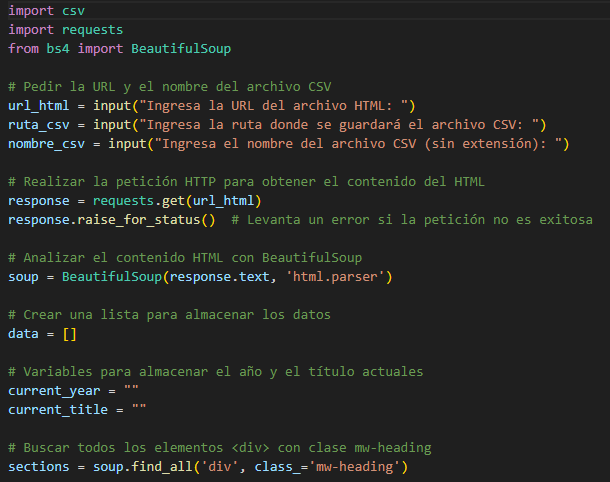 import csv
import requests
from bs4 import BeautifulSoup
# Pedir la URL y el nombre del archivo CSV
url_html = input("Ingresa la URL del archivo HTML: ")
ruta_csv = input("Ingresa la ruta donde se guardará el archivo CSV: ")
nombre_csv = input("Ingresa el nombre del archivo CSV (sin extensión): ")
# Realizar la petición HTTP para obtener el contenido del HTML
response = requests.get(url_html)
response.raise_for_status()  # Levanta un error si la petición no es exitosa
# Analizar el contenido HTML con BeautifulSoup
soup = BeautifulSoup(response.text, 'html.parser')
# Crear una lista para almacenar los datos
data = []
# Variables para almacenar el año y el título actuales
current_year = ""
current_title = ""
# Buscar todos los elementos <div> con clase mw-heading
sections = soup.find_all('div', class_='mw-heading')